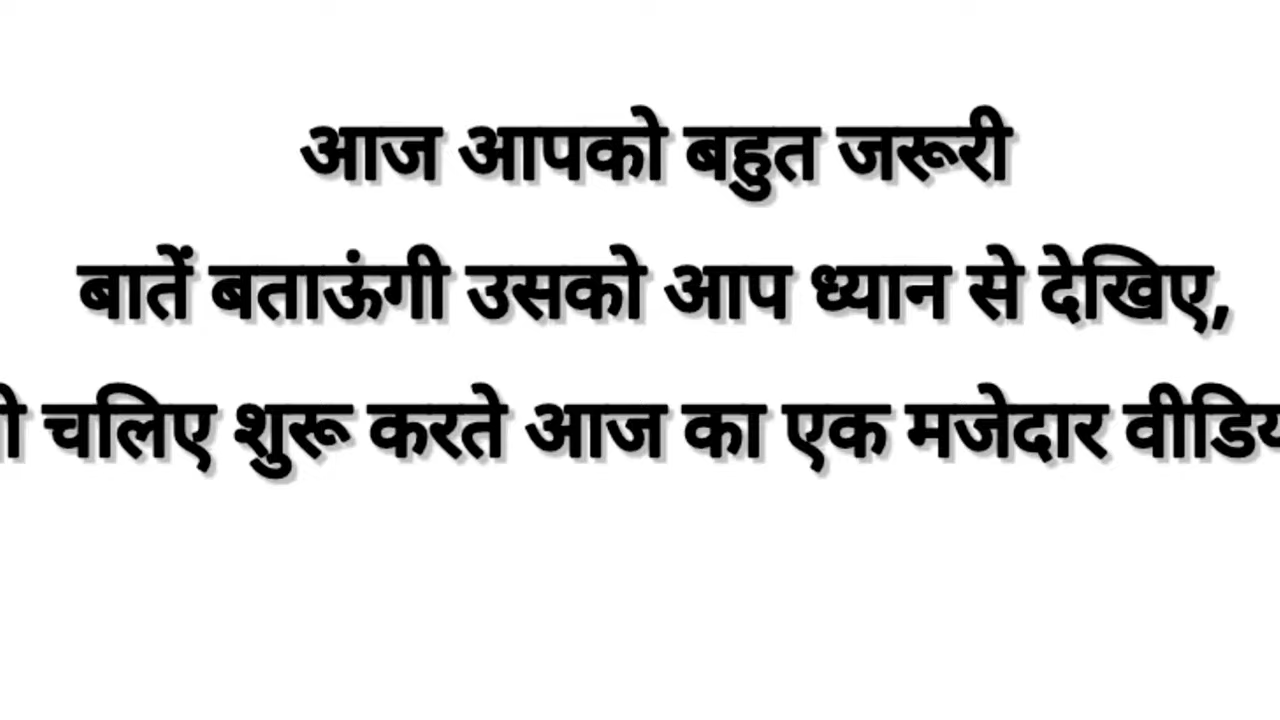 आज आपको बहुत जरूरी
बातें बताऊंगी उसको आप ध्यान से देखिए,
चलिए शुरू करते आज का एक मजेदार